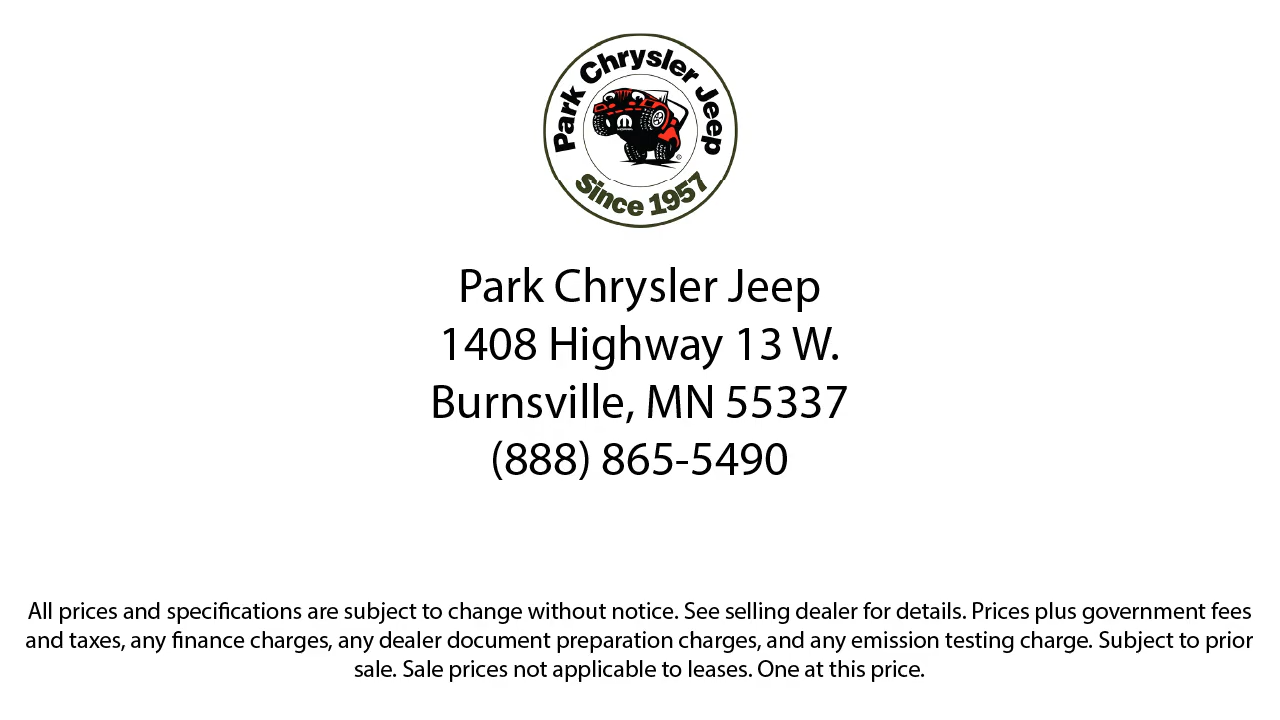 Park Chrysler Jeep
Since 1957
Park Chrysler Jeep
1408 Highway 13 W.
Burnsville, MN 55337
(888) 865-5490
All prices and specifications are subject to change without notice. See selling dealer for details. Prices plus government fees
and taxes, any finance charges, any dealer document preparation charges, and any emission testing charge. Subject to prior
sale. Sale prices not applicable to leases. One at this price.